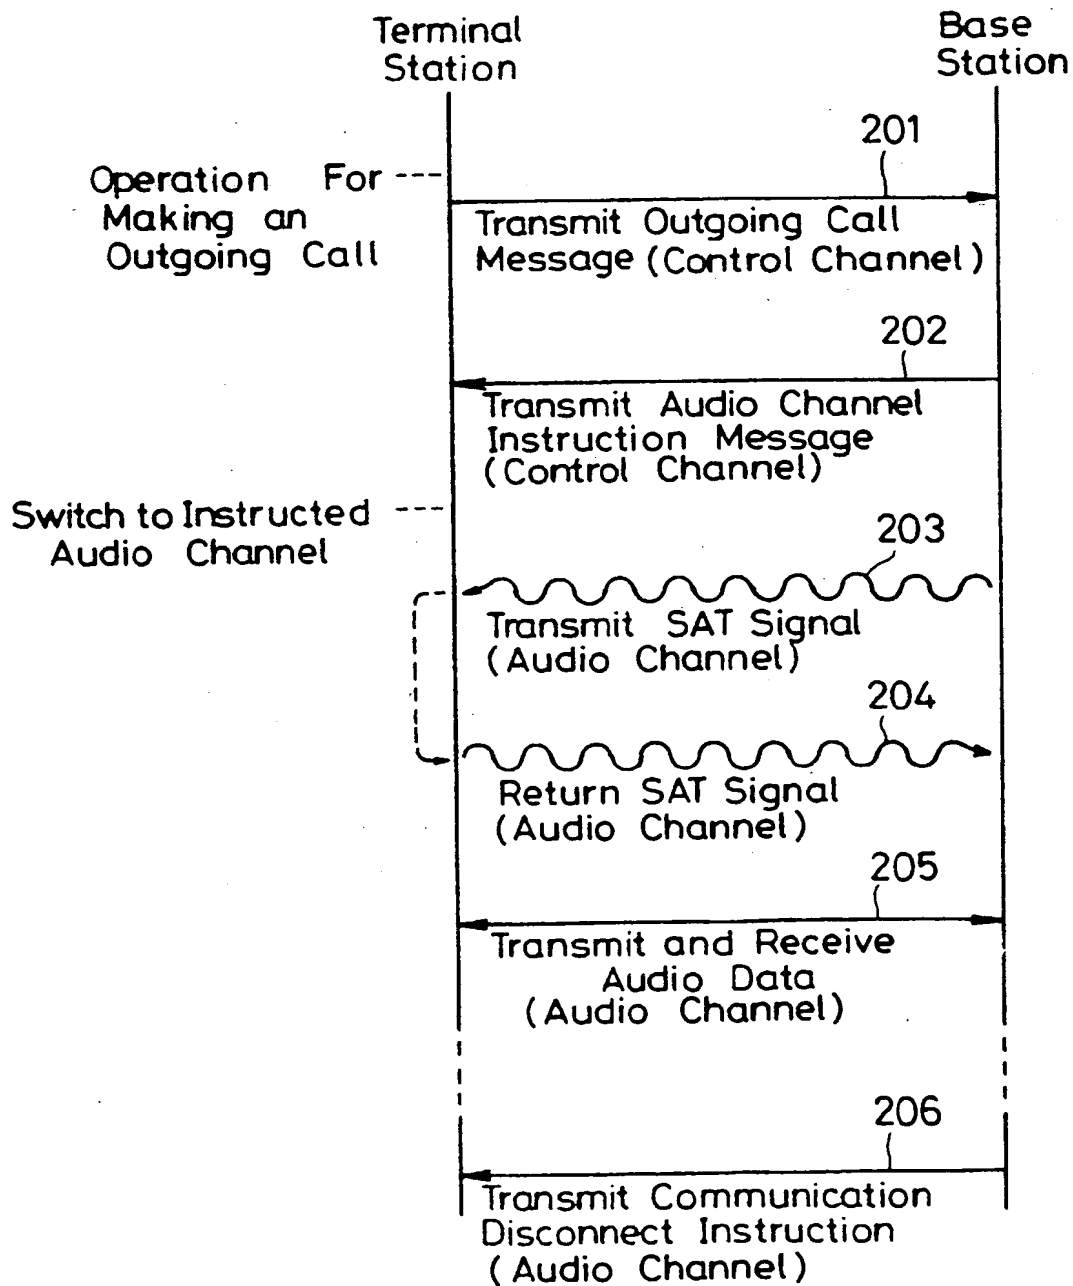 Terminal
Station
Base
Station
201
Operation For
Making an
Outgoing Call
Transmit Outgoing Call
Message (Control Channel)
202
Transmit Audio Channel
Instruction Message
(Control Channel)
Switch to Instructed
Audio Channel
203
Transmit SAT Signal
(Audio Channel)
204
Return SAT Signal
(Audio Channel)
205
Transmit and Receive
Audio Data
(Audio Channel)
206
Transmit Communication
Disconnect Instruction
(Audio Channel)